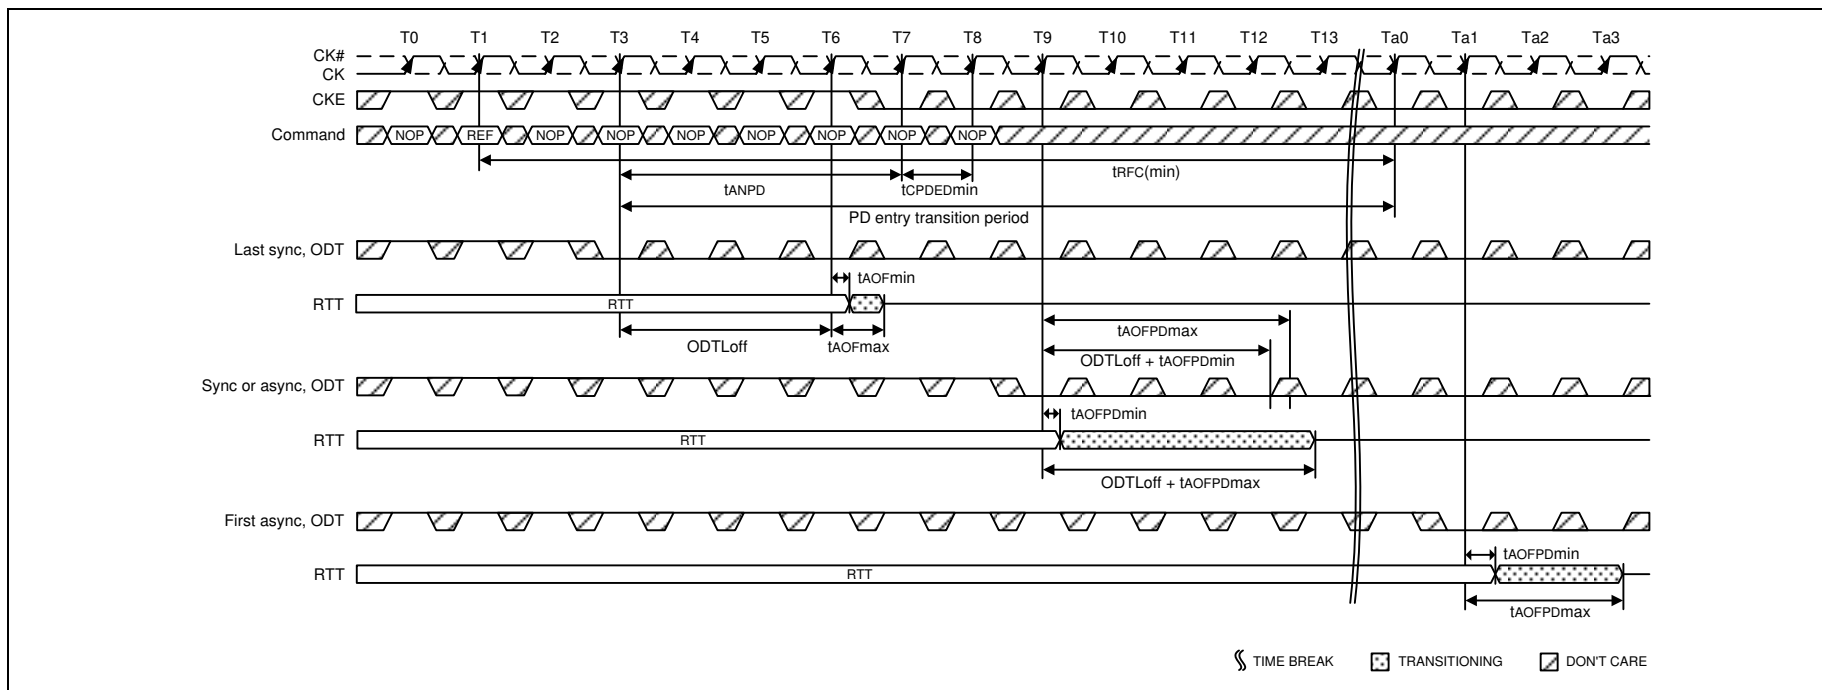 T0 T1 T2 T3 T4 T5 T6 T7 T8 T9 T10 T11 T12 T13 Ta0 Ta1 Ta2 Ta3
CK#
CK
CKE
Command NOP REF NOP NOP NOP NOP NOP NOP NOP
tRFC(min)
tANPD tCPDEDmin
PD entry transition period
Last sync, ODT
tAOFmin
RTT RTT
tAOFPDmax
ODTLoff tAOFmax
ODTLoff + tAOFPDmin
Sync or async, ODT
tAOFPDmin
RTT RTT
ODTLoff + tAOFPDmax
First async, ODT
tAOFPDmin
RTT RTT
tAOFPDmax
TIME BREAK TRANSITIONING DON'T CARE